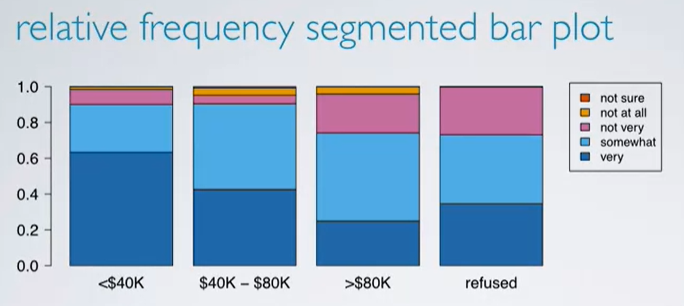 relative frequency segmented bar plot
1.0
0.8
0.6
0.4
0.2
0.0
<$40K
$40K – $80K
>$80K
refused
not sure
not at all
not very
somewhat
very